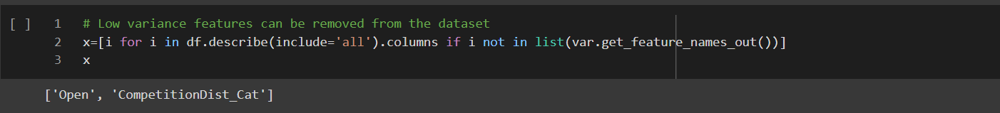 [ ] 1 # Low variance features can be removed from the dataset
2 x=[i for i in df.describe(include='all').columns if i not in list(var.get_feature_names_out())]
3 x
['Open', 'CompetitionDist_Cat']